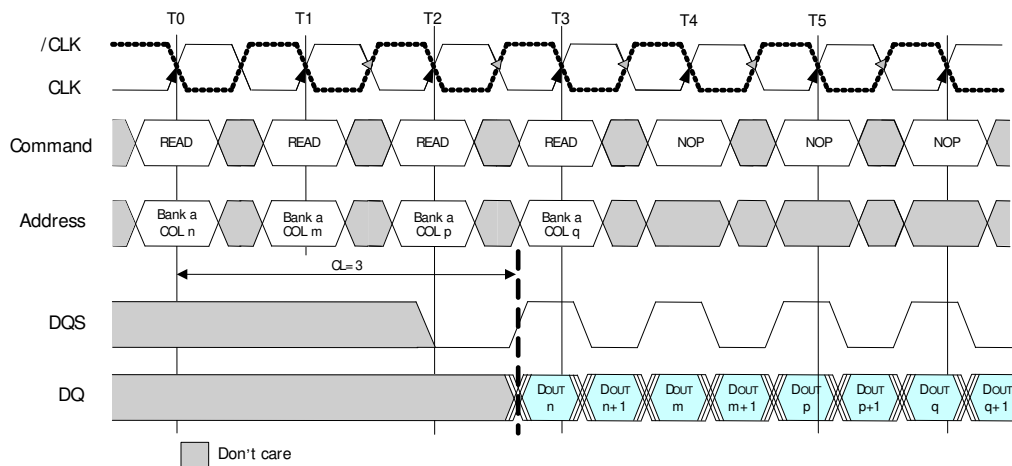 T0 T1 T2 T3 T4 T5
/CLK
CLK
Command READ READ READ READ NOP NOP NOP
Address Bank a COL n Bank a COL m Bank a COL p Bank a COL q
CL=3
DQS
DQ DOUT n DOUT n+1 DOUT m DOUT m+1 DOUT p DOUT p+1 DOUT q DOUT q+1
Don't care